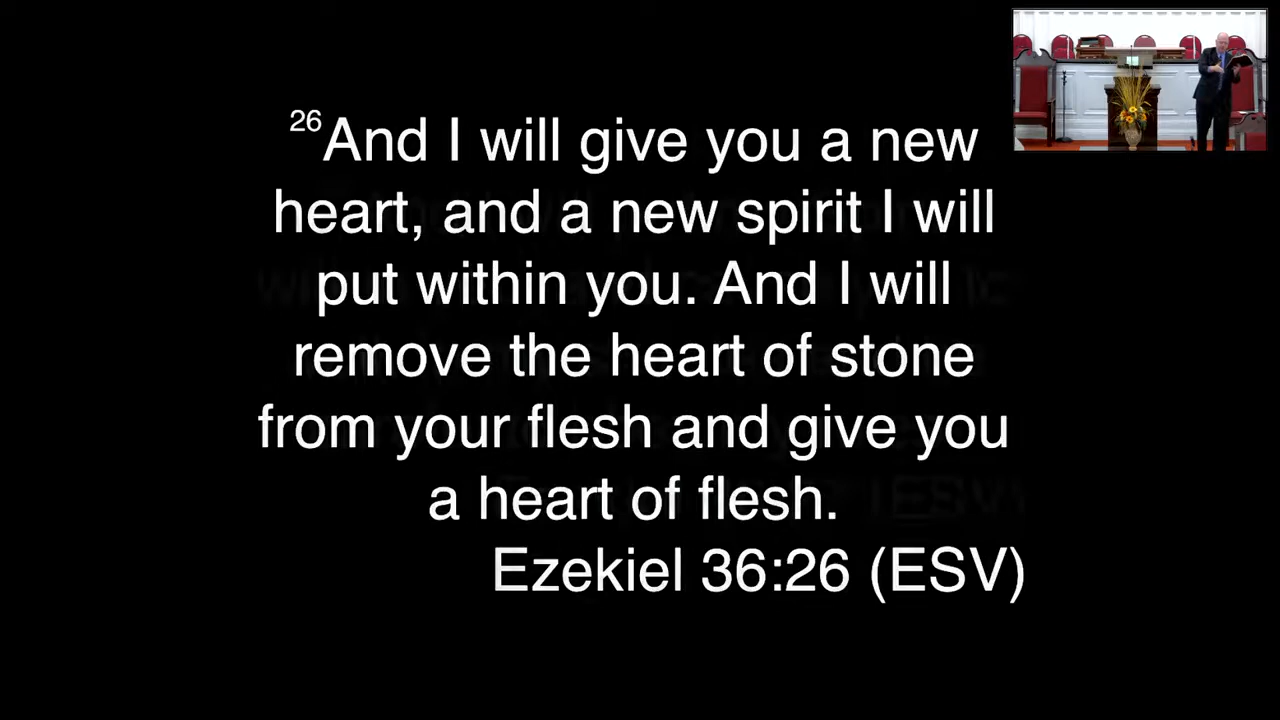 26And I will give you a new
heart, and a new spirit I will
put within you. And I will
remove the heart of stone
from your flesh and give you
a heart of flesh.
Ezekiel 36:26 (ESV)